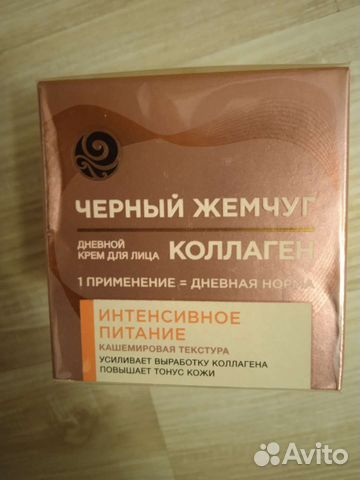 ЧЕРНЫЙ ЖЕМЧУГ
ДНЕВНОЙ
КРЕМ ДЛЯ ЛИЦА КОЛЛАГЕН
1 ПРИМЕНЕНИЕ = ДНЕВНАЯ НОРМА
ИНТЕНСИВНОЕ
ПИТАНИЕ
КАШЕМИРОВАЯ ТЕКСТУРА
УСИЛИВАЕТ ВЫРАБОТКУ КОЛЛАГЕНА
ПОВЫШАЕТ ТОНУС КОЖИ
Avito